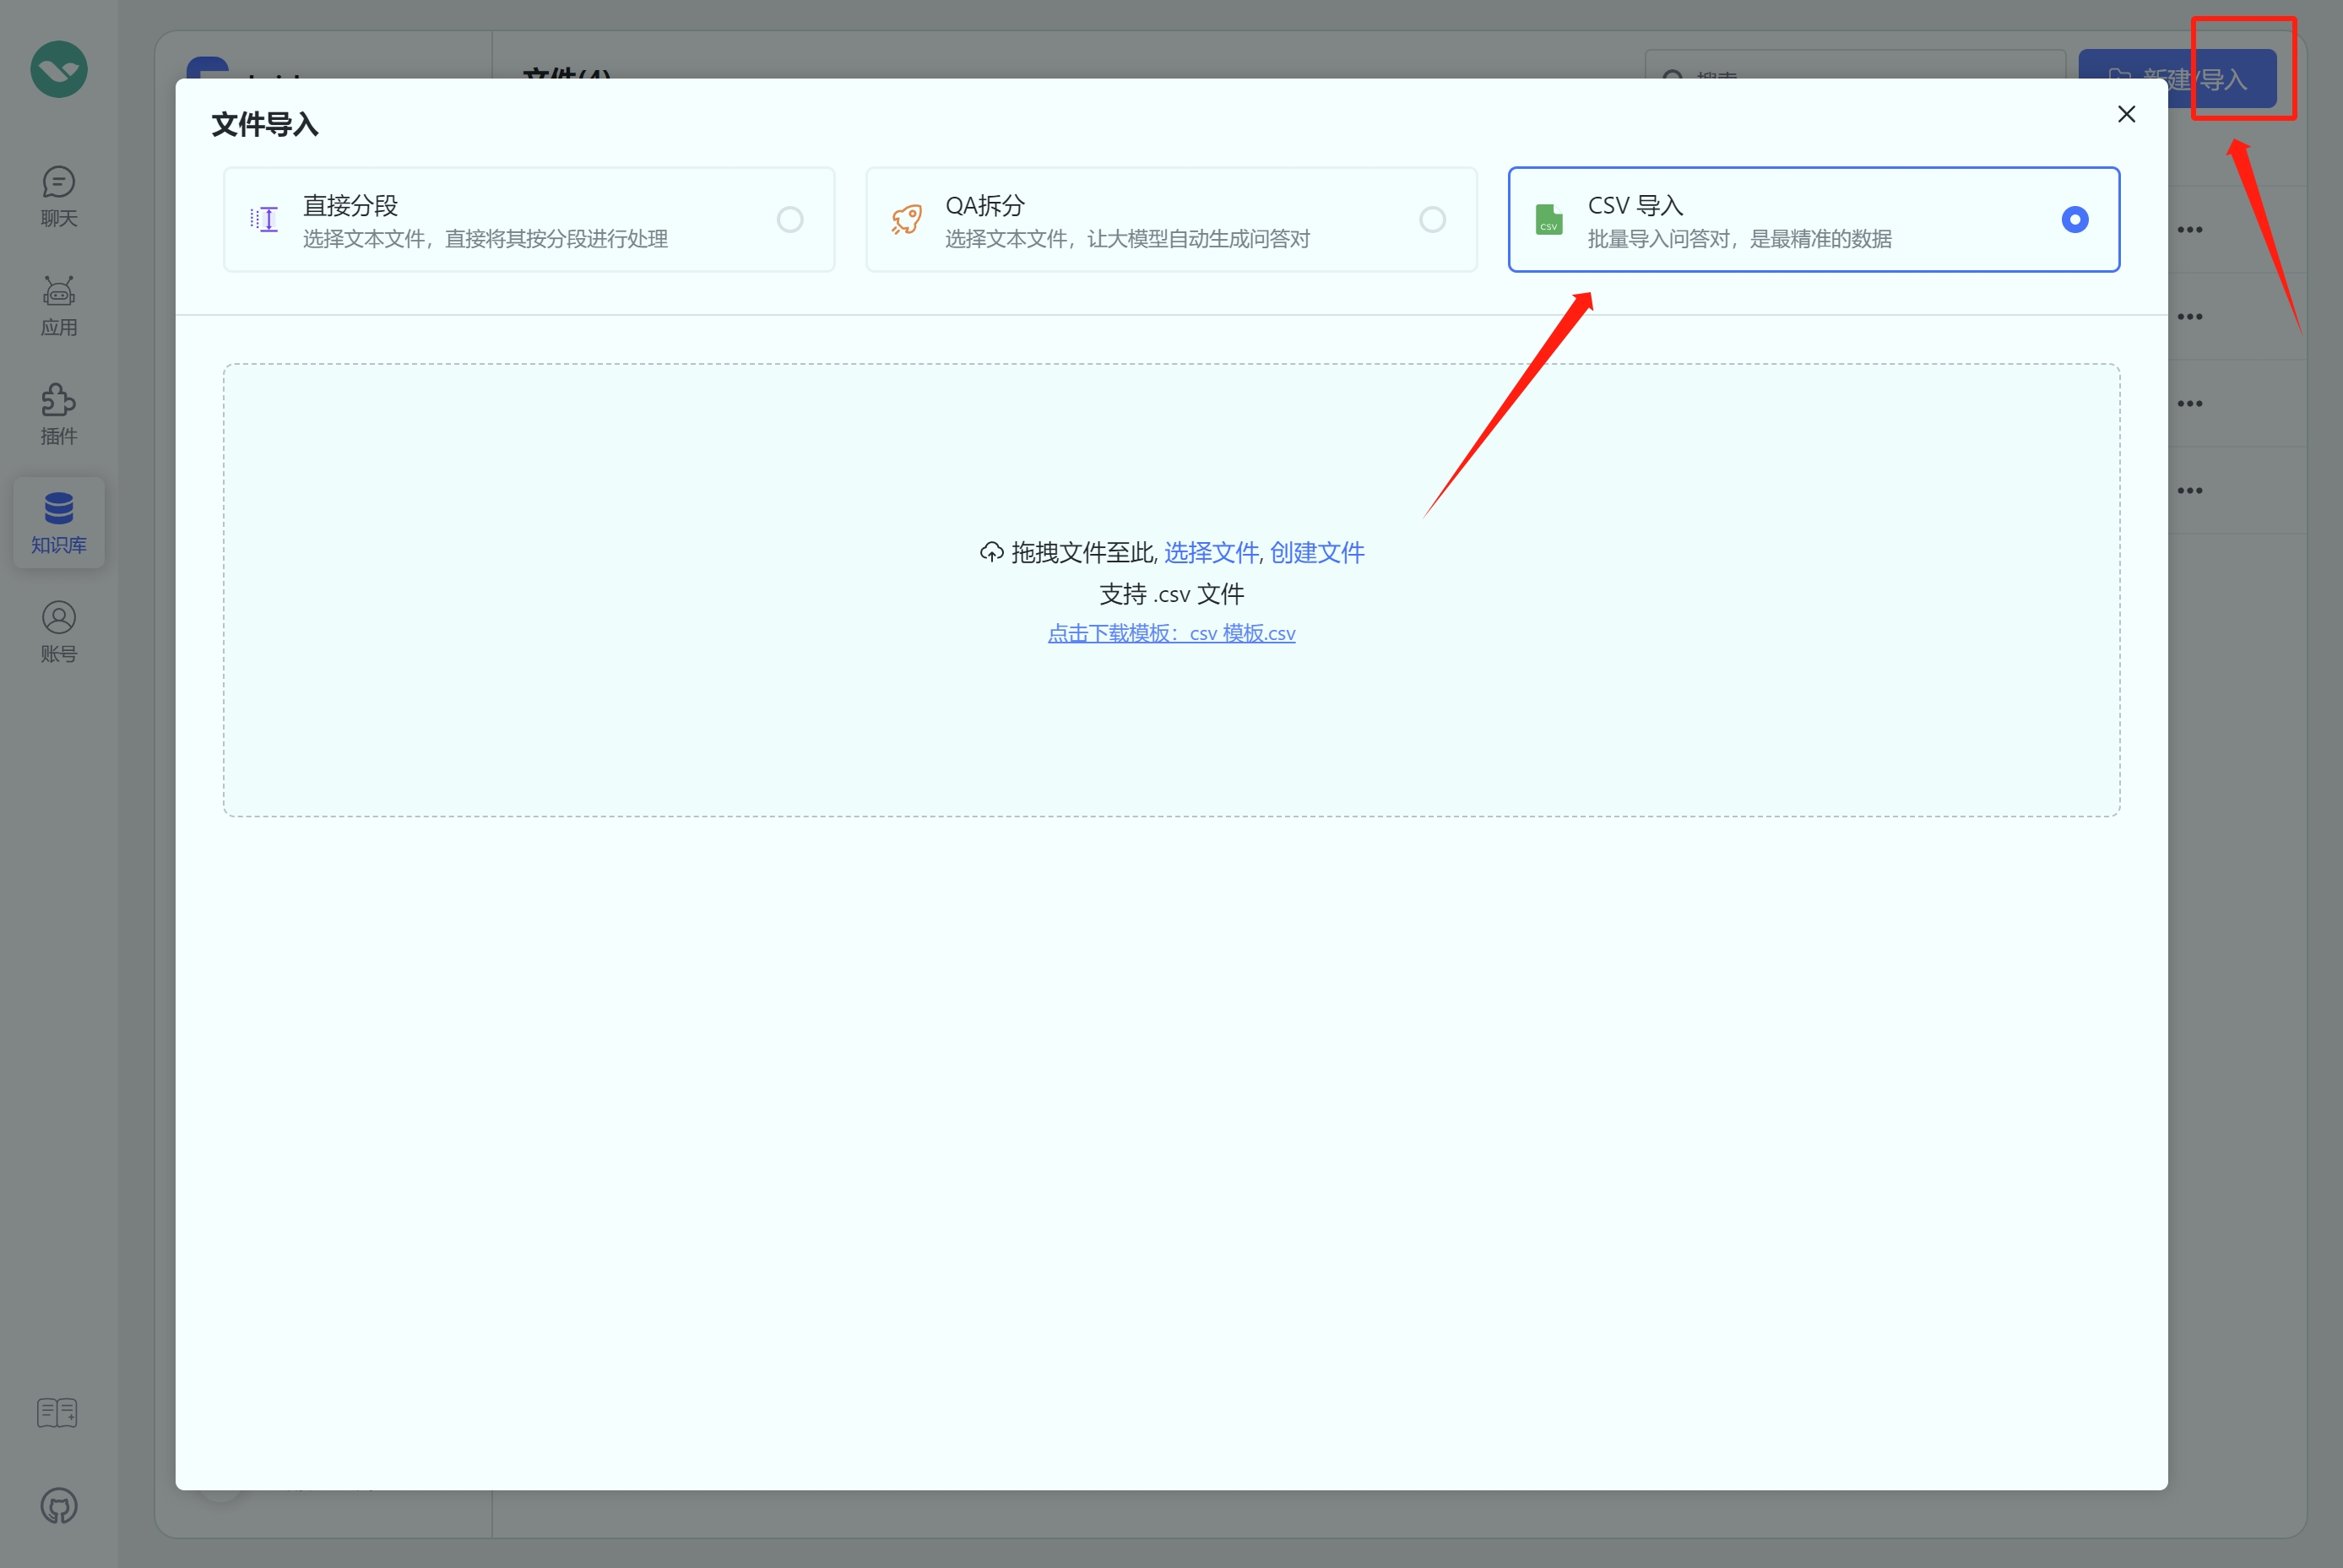 文件(4)
搜索
新建/导入
聊天
应用
插件
知识库
账号
文件导入
直接分段
选择文本文件，直接将其按分段进行处理
QA拆分
选择文本文件，让大模型自动生成问答对
CSV
CSV 导入
批量导入问答对，是最精准的数据
拖拽文件至此, 选择文件, 创建文件
支持 .csv 文件
点击下载模板：csv 模板.csv